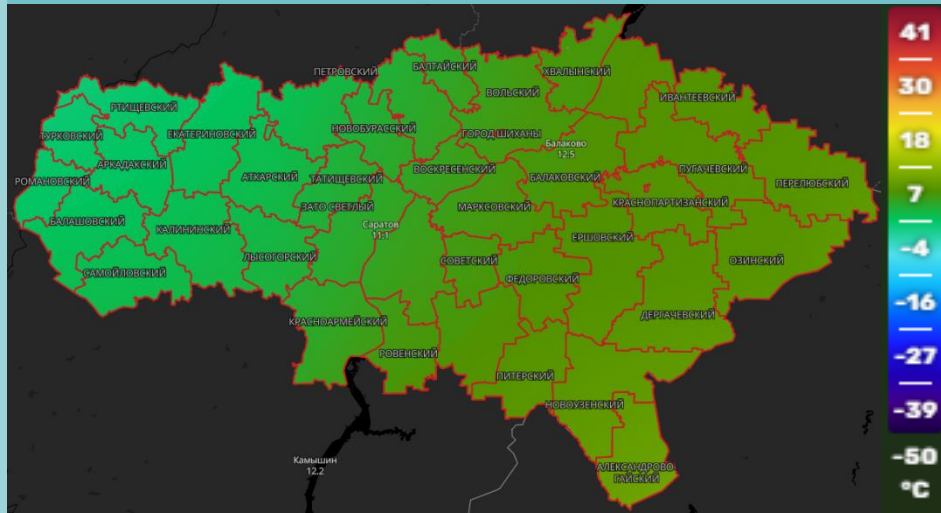 ПЕТРОВСКИЙ
БАЛТАЙСКИЙ
ХВАЛЫНСКИЙ
ВОЛЬСКИЙ
ИВАНТЕЕВСКИЙ
РТИЩЕВСКИЙ
ТУРКОВСКИЙ
ЕКАТЕРИНОВСКИЙ
НОВОБУРАССКИЙ
ГОРОД ШИХАНЫ
Балаково
12.5
АРКАДАКСКИЙ
ВОСКРЕСЕНСКИЙ
ПУГАЧЕВСКИЙ
РОМАНОВСКИЙ
АТКАРСКИЙ
ТАТИЩЕВСКИЙ
БАЛАКОВСКИЙ
ПЕРЕЛЮБСКИЙ
ЗАТО СВЕТЛЫЙ
МАРКСОВСКИЙ
КРАСНОПАРТИЗАНСКИЙ
БАЛАШОВСКИЙ
КАЛИНИНСКИЙ
Саратов
11.1
ЕРШОВСКИЙ
ЛЫСОГОРСКИЙ
СОВЕТСКИЙ
ОЗИНСКИЙ
САМОЙЛОВСКИЙ
ФЕДОРОВСКИЙ
КРАСНОАРМЕЙСКИЙ
ДЕРГАЧЕВСКИЙ
РОВЕНСКИЙ
ПИТЕРСКИЙ
НОВОУЗЕНСКИЙ
Камышин
12.2
АЛЕКСАНДРОВО
ГАЙСКИЙ
41
30
18
7
-4
-16
-27
-39
-50
°C